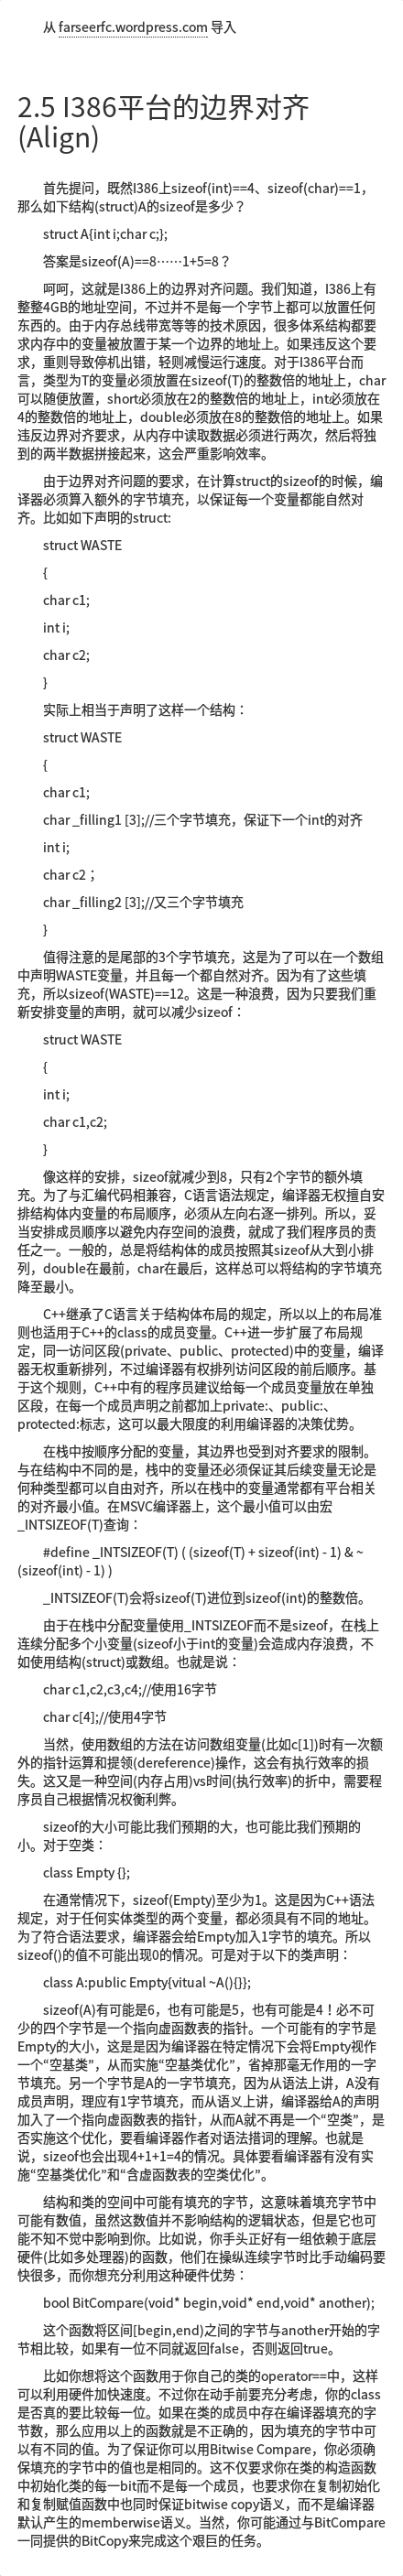 从 farseerfc.wordpress.com 导入
2.5 I386平台的边界对齐
(Align)
首先提问，既然I386上sizeof(int)==4、sizeof(char)==1，
那么如下结构(struct)A的sizeof是多少？
struct A{int i;char c;};
答案是sizeof(A)==8……1+5=8？
呵呵，这就是I386上的边界对齐问题。我们知道，I386上有
整整4GB的地址空间，不过并不是每一个字节上都可以放置任何
东西的。由于内存总线带宽等等的技术原因，很多体系结构都要
求内存中的变量被放置于某一个边界的地址上。如果违反这个要
求，重则导致停机出错，轻则减慢运行速度。对于I386平台而
言，类型为T的变量必须放置在sizeof(T)的整数倍的地址上，char
可以随便放置，short必须放在2的整数倍的地址上，int必须放在
4的整数倍的地址上，double必须放在8的整数倍的地址上。如果
违反边界对齐要求，从内存中读取数据必须进行两次，然后将独
到的两半数据拼接起来，这会严重影响效率。
由于边界对齐问题的要求，在计算struct的sizeof的时候，编
译器必须算入额外的字节填充，以保证每一个变量都能自然对
齐。比如如下声明的struct:
struct WASTE
{
char c1;
int i;
char c2;
}
实际上相当于声明了这样一个结构：
struct WASTE
{
char c1;
char _filling1 [3];//三个字节填充，保证下一个int的对齐
int i;
char c2；
char _filling2 [3];//又三个字节填充
}
值得注意的是尾部的3个字节填充，这是为了可以在一个数组
中声明WASTE变量，并且每一个都自然对齐。因为有了这些填
充，所以sizeof(WASTE)==12。这是一种浪费，因为只要我们重
新安排变量的声明，就可以减少sizeof：
struct WASTE
{
int i;
char c1,c2;
}
像这样的安排，sizeof就减少到8，只有2个字节的额外填
充。为了与汇编代码相兼容，C语言语法规定，编译器无权擅自安
排结构体内变量的布局顺序，必须从左向右逐一排列。所以，妥
当安排成员顺序以避免内存空间的浪费，就成了我们程序员的责
任之一。一般的，总是将结构体的成员按照其sizeof从大到小排
列，double在最前，char在最后，这样总可以将结构的字节填充
降至最小。
C++继承了C语言关于结构体布局的规定，所以以上的布局准
则也适用于C++的class的成员变量。C++进一步扩展了布局规
定，同一访问区段(private、public、protected)中的变量，编译
器无权重新排列，不过编译器有权排列访问区段的前后顺序。基
于这个规则，C++中有的程序员建议给每一个成员变量放在单独
区段，在每一个成员声明之前都加上private:、public:、
protected:标志，这可以最大限度的利用编译器的决策优势。
在栈中按顺序分配的变量，其边界也受到对齐要求的限制。
与在结构中不同的是，栈中的变量还必须保证其后续变量无论是
何种类型都可以自由对齐，所以在栈中的变量通常都有平台相关
的对齐最小值。在MSVC编译器上，这个最小值可以由宏
_INTSIZEOF(T)查询：
#define _INTSIZEOF(T) ( (sizeof(T) + sizeof(int) - 1) & ~
(sizeof(int) - 1) )
_INTSIZEOF(T)会将sizeof(T)进位到sizeof(int)的整数倍。
由于在栈中分配变量使用_INTSIZEOF而不是sizeof，在栈上
连续分配多个小变量(sizeof小于int的变量)会造成内存浪费，不
如使用结构(struct)或数组。也就是说：
char c1,c2,c3,c4;//使用16字节
char c[4];//使用4字节
当然，使用数组的方法在访问数组变量(比如c[1])时有一次额
外的指针运算和提领(dereference)操作，这会有执行效率的损
失。这又是一种空间(内存占用)vs时间(执行效率)的折中，需要程
序员自己根据情况权衡利弊。
sizeof的大小可能比我们预期的大，也可能比我们预期的
小。对于空类：
class Empty {};
在通常情况下，sizeof(Empty)至少为1。这是因为C++语法
规定，对于任何实体类型的两个变量，都必须具有不同的地址。
为了符合语法要求，编译器会给Empty加入1字节的填充。所以
sizeof()的值不可能出现0的情况。可是对于以下的类声明：
class A:public Empty{vitual ~A(){}};
sizeof(A)有可能是6，也有可能是5，也有可能是4！必不可
少的四个字节是一个指向虚函数表的指针。一个可能有的字节是
Empty的大小，这是是因为编译器在特定情况下会将Empty视作
一个“空基类”，从而实施“空基类优化”，省掉那毫无作用的一字
节填充。另一个字节是A的一字节填充，因为从语法上讲，A没有
成员声明，理应有1字节填充，而从语义上讲，编译器给A的声明
加入了一个指向虚函数表的指针，从而A就不再是一个“空类”，是
否实施这个优化，要看编译器作者对语法措词的理解。也就是
说，sizeof也会出现4+1+1=4的情况。具体要看编译器有没有实
施“空基类优化”和“含虚函数表的空类优化”。
结构和类的空间中可能有填充的字节，这意味着填充字节中
可能有数值，虽然这数值并不影响结构的逻辑状态，但是它也可
能不知不觉中影响到你。比如说，你手头正好有一组依赖于底层
硬件(比如多处理器)的函数，他们在操纵连续字节时比手动编码要
快很多，而你想充分利用这种硬件优势：
bool BitCompare(void* begin,void* end,void* another);
这个函数将区间[begin,end)之间的字节与another开始的字
节相比较，如果有一位不同就返回false，否则返回true。
比如你想将这个函数用于你自己的类的operator==中，这样
可以利用硬件加快速度。不过你在动手前要充分考虑，你的class
是否真的要比较每一位。如果在类的成员中存在编译器填充的字
节数，那么应用以上的函数就是不正确的，因为填充的字节中可
以有不同的值。为了保证你可以用Bitwise Compare，你必须确
保填充的字节中的值也是相同的。这不仅要求你在类的构造函数
中初始化类的每一bit而不是每一个成员，也要求你在复制初始化
和复制赋值函数中也同时保证bitwise copy语义，而不是编译器
默认产生的memberwise语义。当然，你可能通过与BitCompare
一同提供的BitCopy来完成这个艰巨的任务。